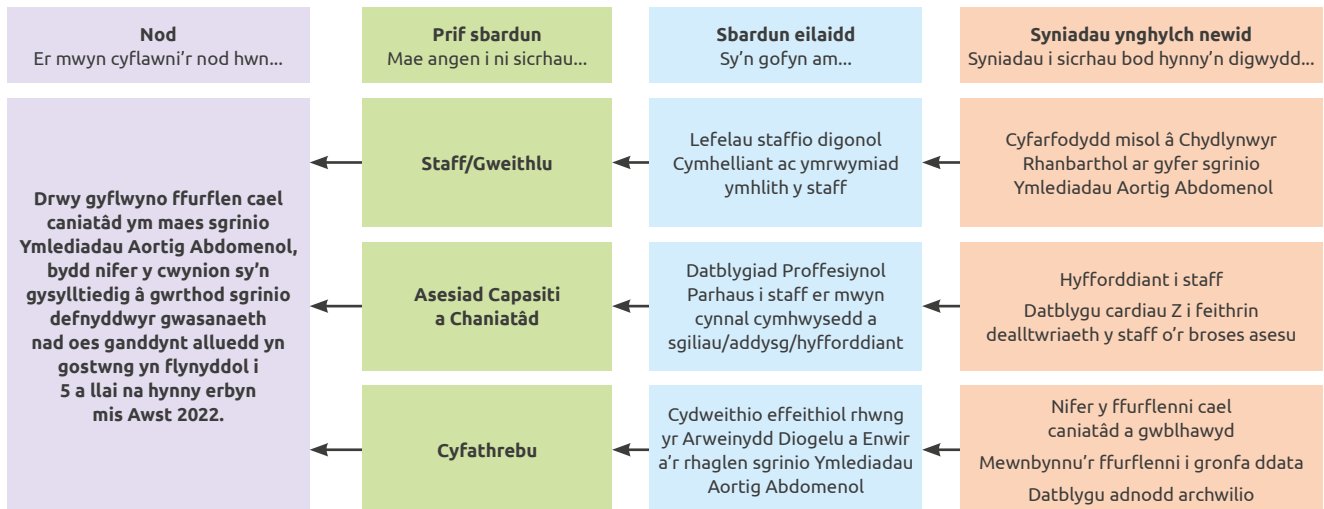 Nod
Er mwyn cyflawni’r nod hwn...
Prif sbardun
Mae angen i ni sicrhau...
Sbardun eilaidd
Sy’n gofyn am...
Syniadau ynghylch newid
Syniadau i sicrhau bod hynny’n digwydd...
Drwy gyflwyno ffurflen cael
caniatâd ym maes sgrinio
Ymlediadau Aortig Abdomenol,
bydd nifer y cwynion sy’n
gysylltiedig â gwrthod sgrinio
defnyddwyr gwasanaeth
nad oes ganddynt alluedd yn
gostwng yn flynyddol i
5 a llai na hynny erbyn
mis Awst 2022.
Staff/Gweithlu
Lefelau staffio digonol
Cymhelliant ac ymrwymiad
ymhlith y staff
Cyfarfodydd misol â Chydlynwyr
Rhanbarthol ar gyfer sgrinio
Ymlediadau Aortig Abdomenol
Asesiad Capasiti
a Chaniatâd
Datblygiad Proffesiynol
Parhaus i staff er mwyn
cynnal cymhwysedd a
sgiliau/addysg/hyfforddiant
Hyfforddiant i staff
Datblygu cardiau Z i feithrin
dealltwriaeth y staff o’r broses asesu
Cyfathrebu
Cydweithio effeithiol rhwng
yr Arweinydd Diogelu a Enwir
a’r rhaglen sgrinio Ymlediadau
Aortig Abdomenol
Nifer y ffurflenni cael
caniatâd a gwblhawyd
Mewnbynnu’r ffurflenni i gronfa ddata
Datblygu adnodd archwilio